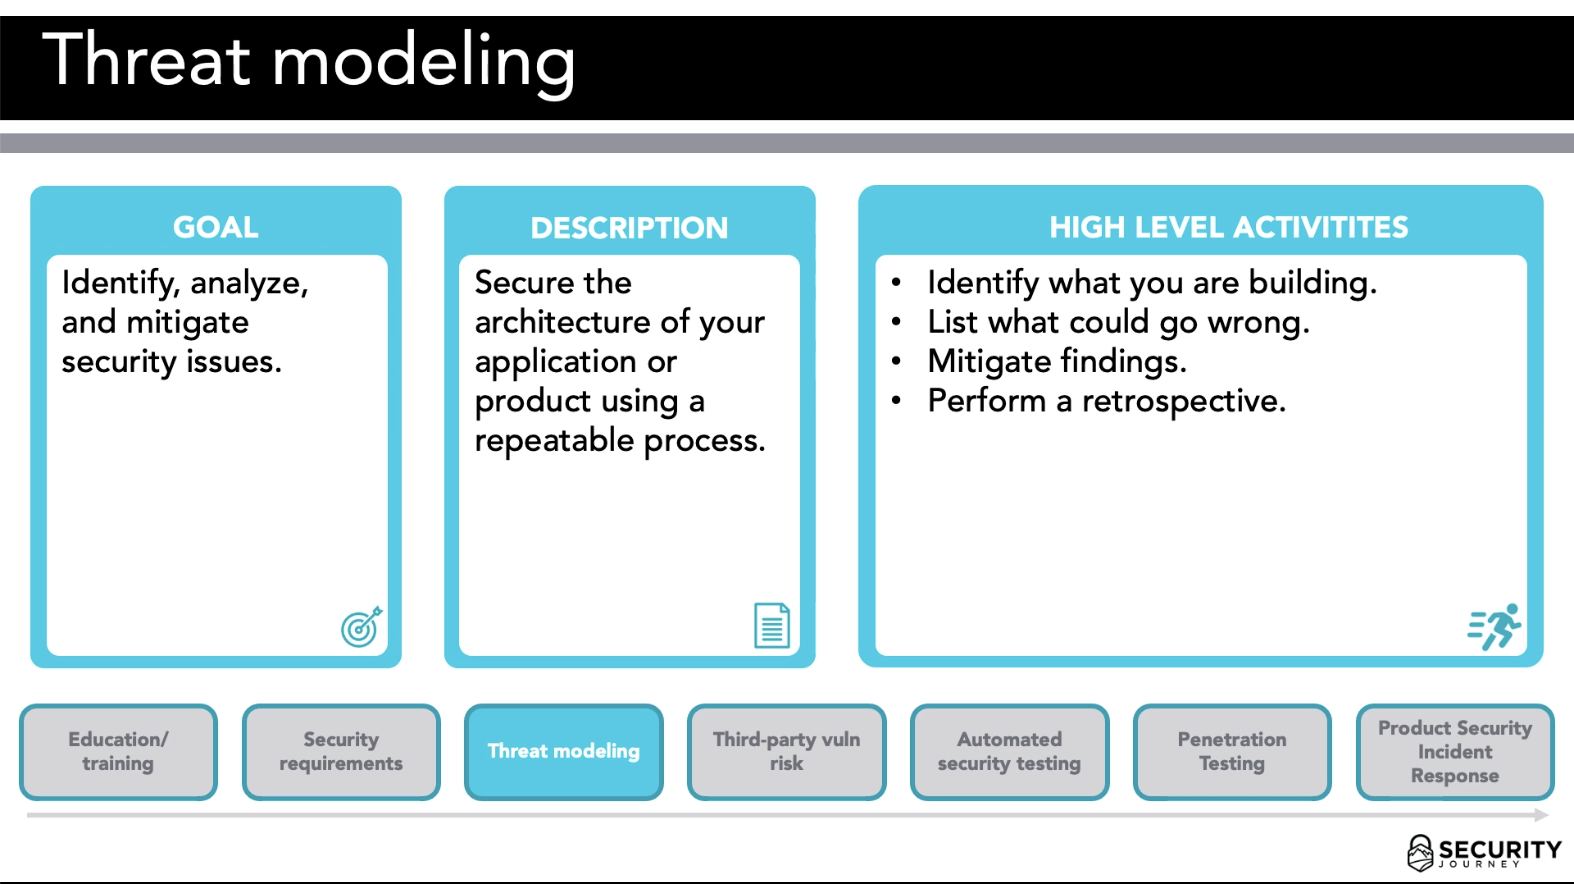 Threat modeling
GOAL
Identify, analyze,
and mitigate
security issues.
DESCRIPTION
Secure the
architecture of your
application or
product using a
repeatable process.
HIGH LEVEL ACTIVITITES
• Identify what you are building.
• List what could go wrong.
• Mitigate findings.
• Perform a retrospective.
Education/
training
Security
requirements
Threat modeling
Third-party vuln
risk
Automated
security testing
Penetration
Testing
Product Security
Incident
Response
SECURITY
JOURNEY